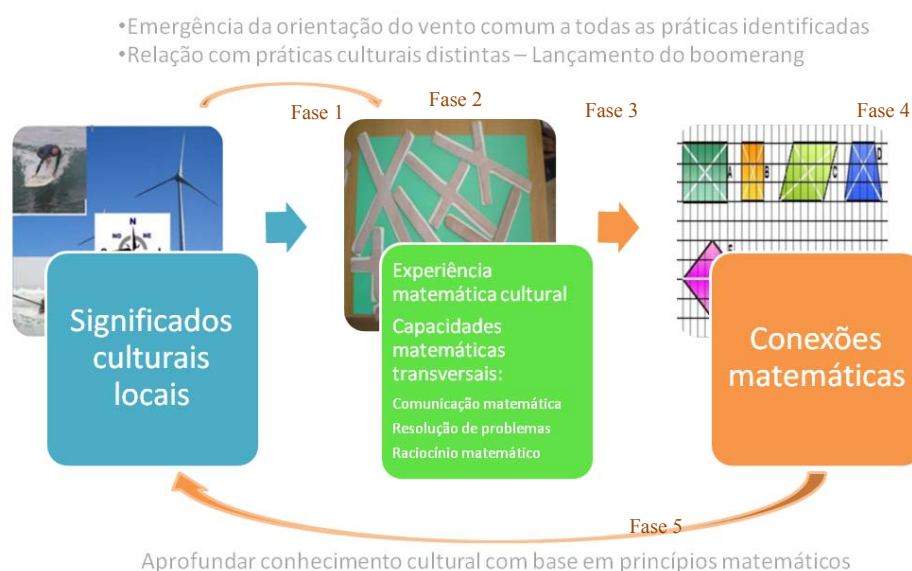 •Emergência da orientação do vento comum a todas as práticas identificadas
•Relação com práticas culturais distintas – Lançamento do boomerang
Fase 1
Fase 2
Fase 3
Fase 4
N
NO
NE
A
B
C
D
E
Significados
culturais
locais
Experiência
matemática cultural
Capacidades
matemáticas
transversais:
Comunicação matemática
Resolução de problemas
Raciocínio matemático
Conexões
matemáticas
Fase 5
Aprofundar conhecimento cultural com base em princípios matemáticos